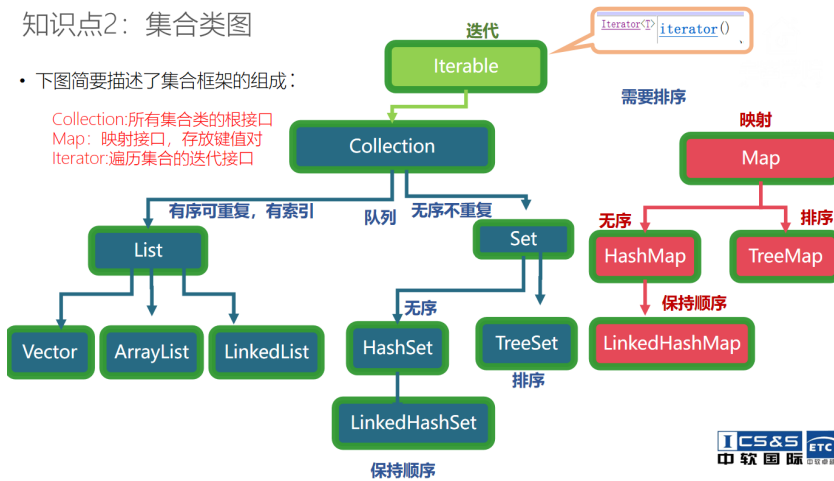 知识点2：集合类图
• 下图简要描述了集合框架的组成：
Collection:所有集合类的根接口
Map：映射接口，存放键值对
Iterator:遍历集合的迭代接口
迭代
Iterable
Iterator<T> iterator()
需要排序
Collection
映射
Map
有序可重复，有索引
队列
无序不重复
无序
排序
List
Set
HashMap
TreeMap
无序
保持顺序
Vector
ArrayList
LinkedList
HashSet
TreeSet
LinkedHashMap
排序
LinkedHashSet
保持顺序
ICS&S
ETC
中软国际